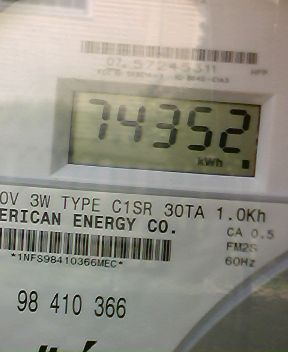 07 57245311
74352
kWh
0V 3W TYPE C1SR 30TA 1.0Kh
ERICAN ENERGY CO.
CA 0.5
FM2S
*1NFS98410366MEC*
60Hz
98 410 366